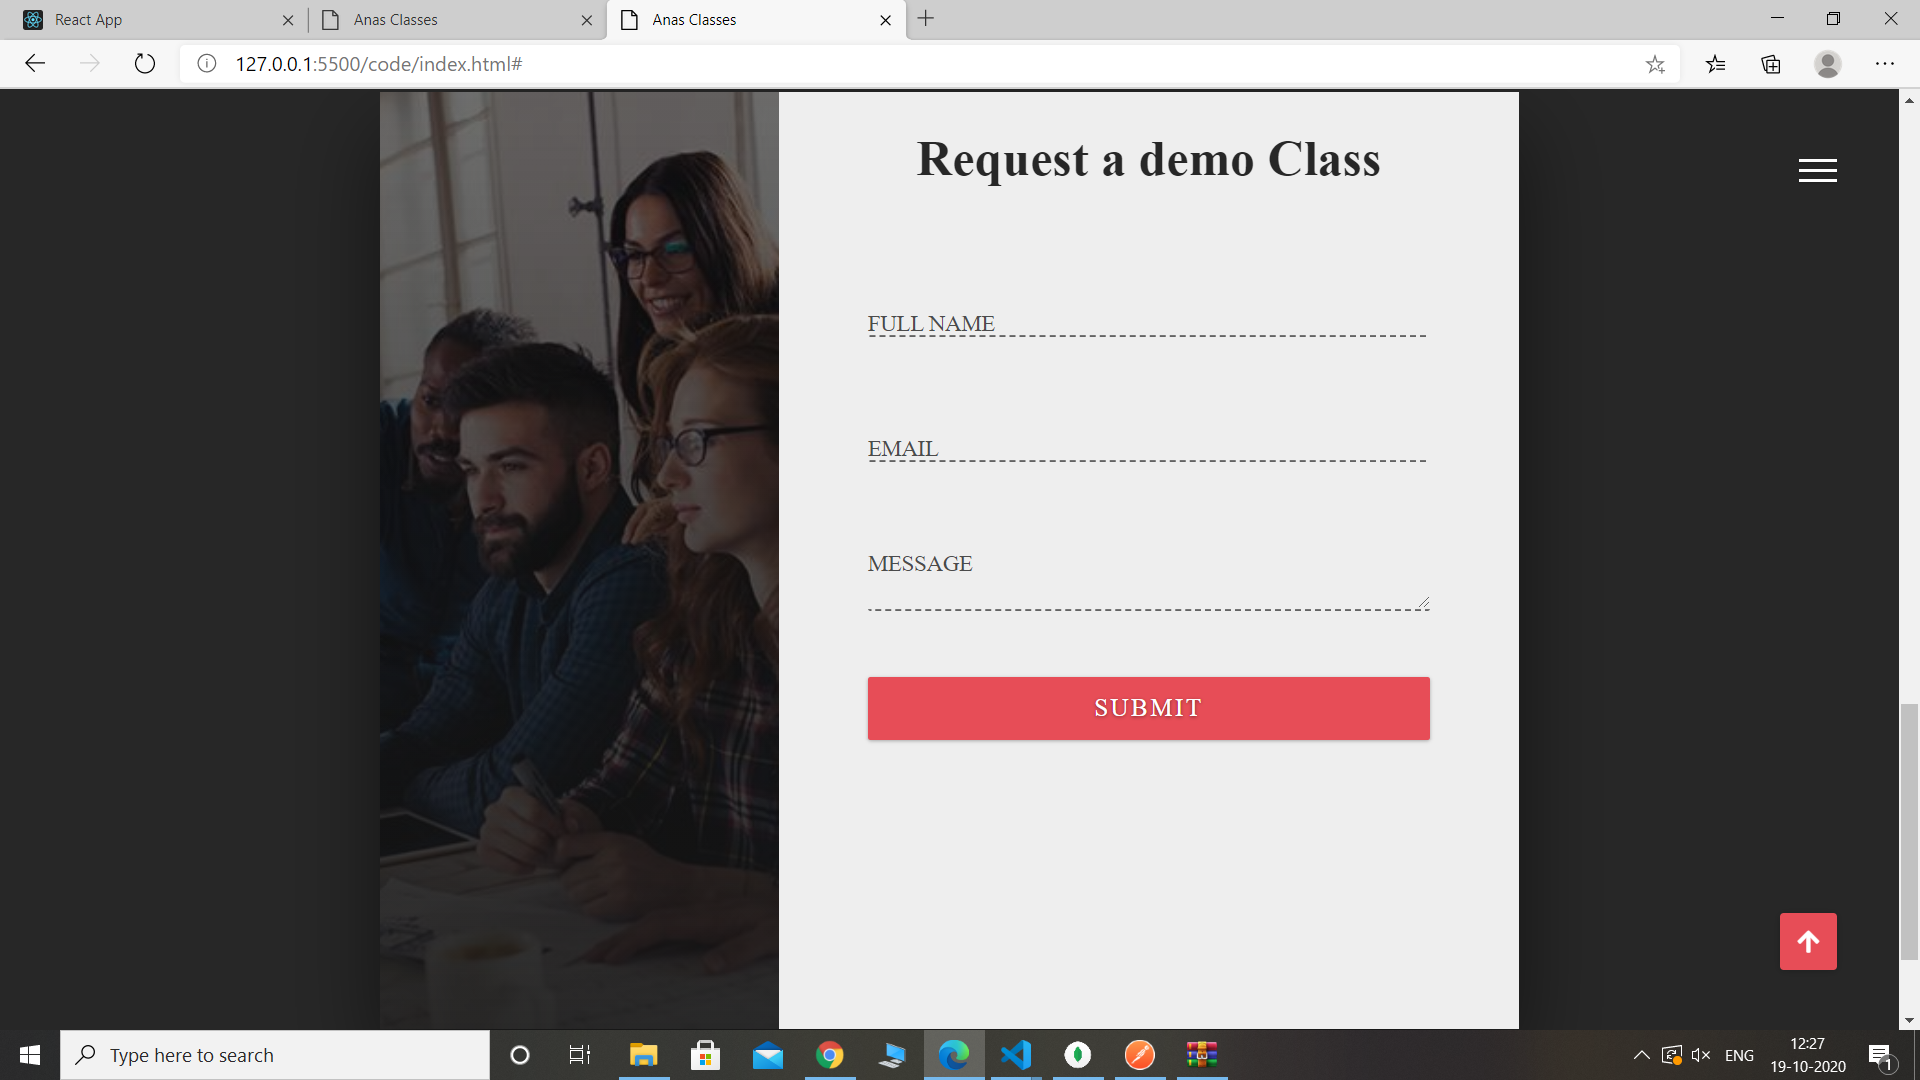 React App
Anas Classes
Anas Classes
127.0.0.1:5500/code/index.html#
Request a demo Class
FULL NAME
EMAIL
MESSAGE
SUBMIT
Type here to search
ENG
12:27
19-10-2020
1